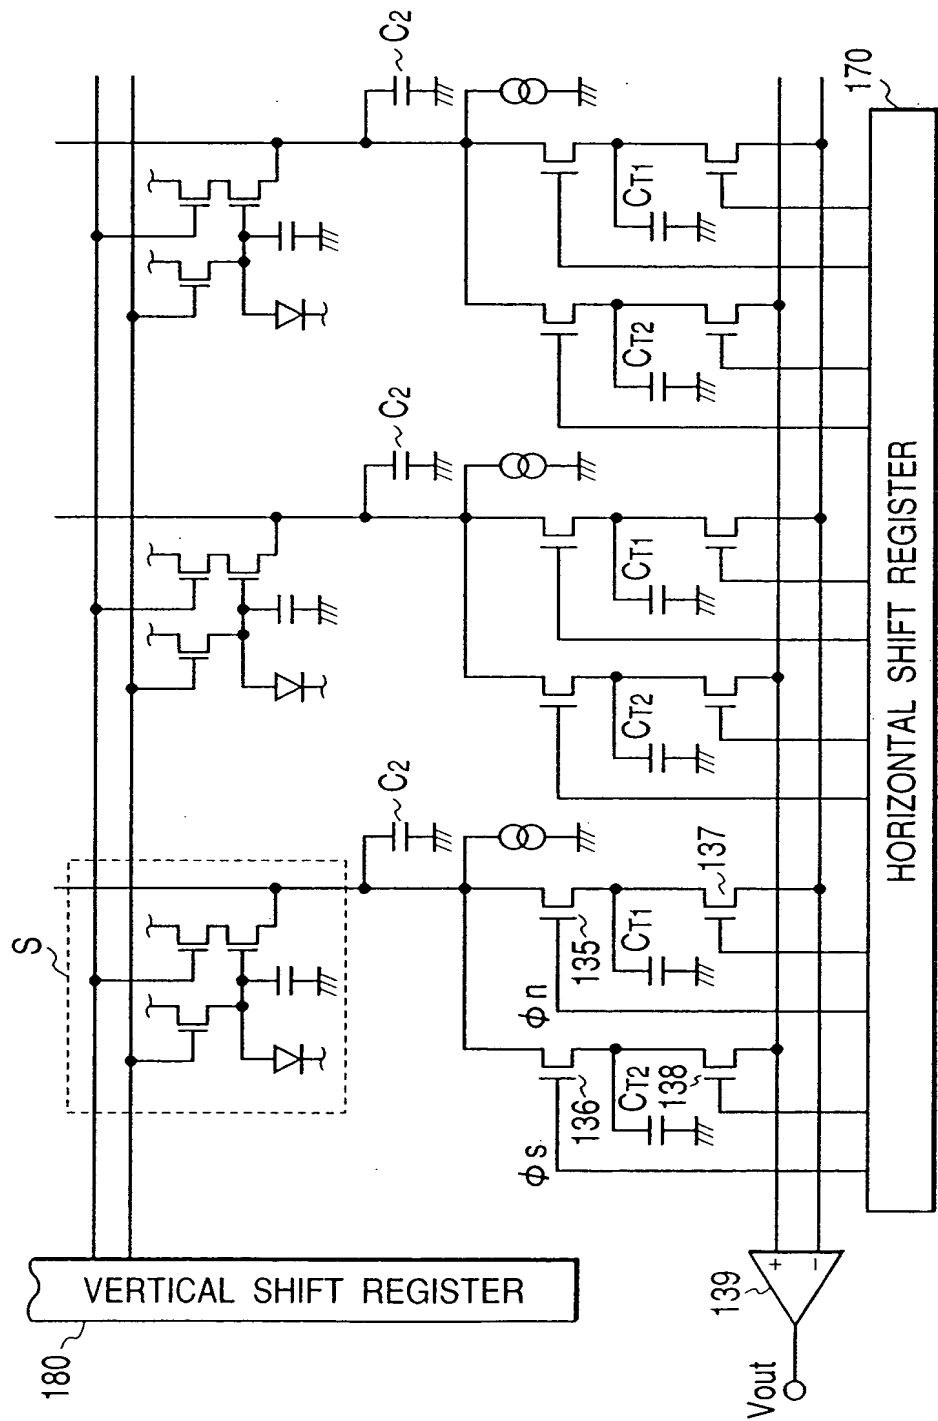 180
VERTICAL SHIFT REGISTER
S
C2
C2
C2
φs
φn
136
135
CT2
CT1
138
137
CT2
CT1
CT2
CT1
Vout
139
+
−
HORIZONTAL SHIFT REGISTER
170